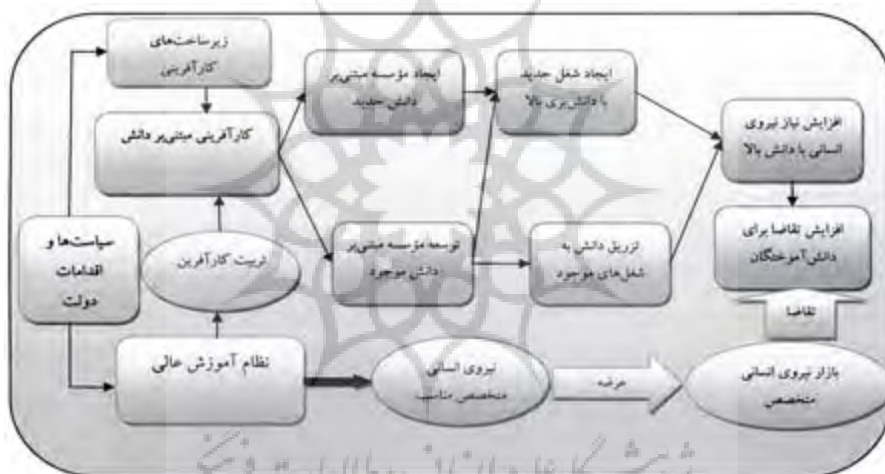 زیرساخت‌های
کارآفرینی
کارآفرینی مبتنی‌بر دانش
سیاست‌ها و
اقدامات
دولت
تربیت کارآفرین
نظام آموزش عالی
ایجاد مؤسسه مبتنی‌بر
دانش جدید
توسعه مؤسسه مبتنی‌بر
دانش موجود
ایجاد شغل جدید
با دانش‌بری بالا
تزریق دانش به
شغل‌های موجود
افزایش نیاز نیروی
انسانی با دانش بالا
افزایش تقاضا برای
دانش‌آموختگان
تقاضا
نیروی انسانی
متخصص مناسب
عرضه
بازار نیروی انسانی
متخصص